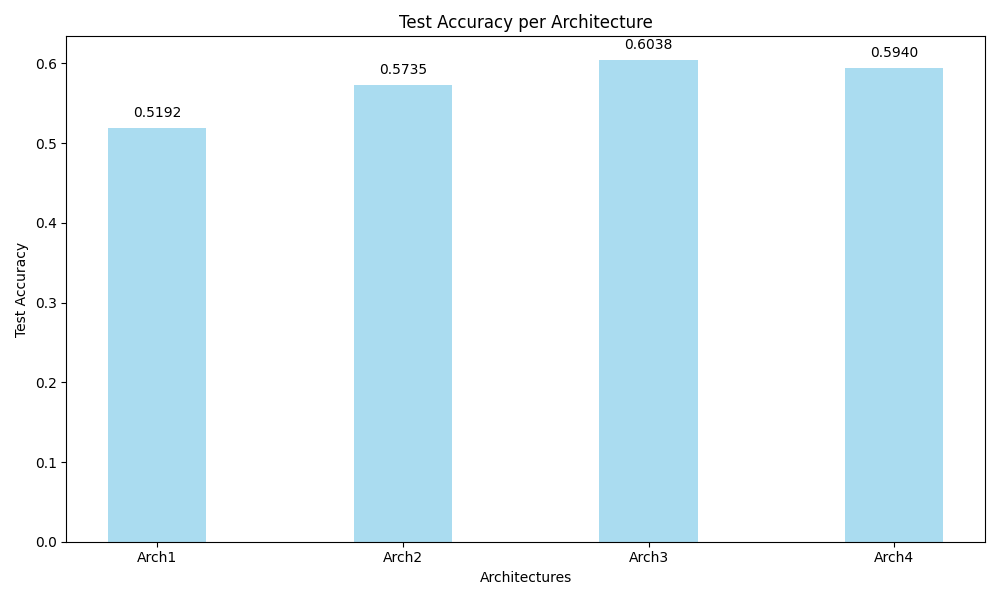 Test Accuracy per Architecture
0.6038
0.5940
0.5735
0.5192
0.6
0.5
0.4
0.3
0.2
0.1
0.0
Test Accuracy
Arch1 Arch2 Arch3 Arch4
Architectures